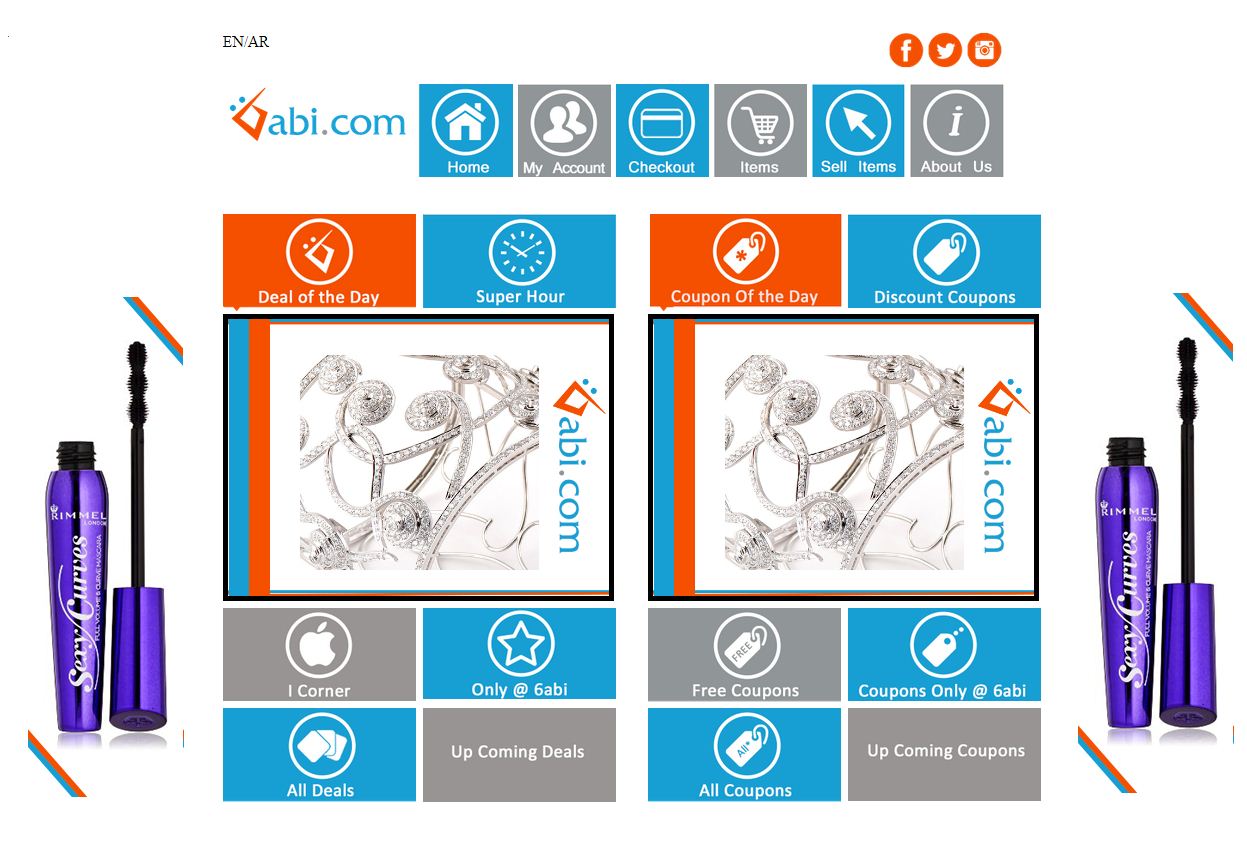 EN/AR
6abi.com
Home
My Account
Checkout
Items
Sell Items
About Us
Deal of the Day
Super Hour
Coupon Of the Day
Discount Coupons
6abi.com
6abi.com
I Corner
Only @ 6abi
FREE
Free Coupons
Coupons Only @ 6abi
All Deals
Up Coming Deals
All*
All Coupons
Up Coming Coupons
RIMMEL
LONDON
Sexy Curves
FULL VOLUME & CURVE MASCARA
RIMMEL
LONDON
Sexy Curves
FULL VOLUME & CURVE MASCARA